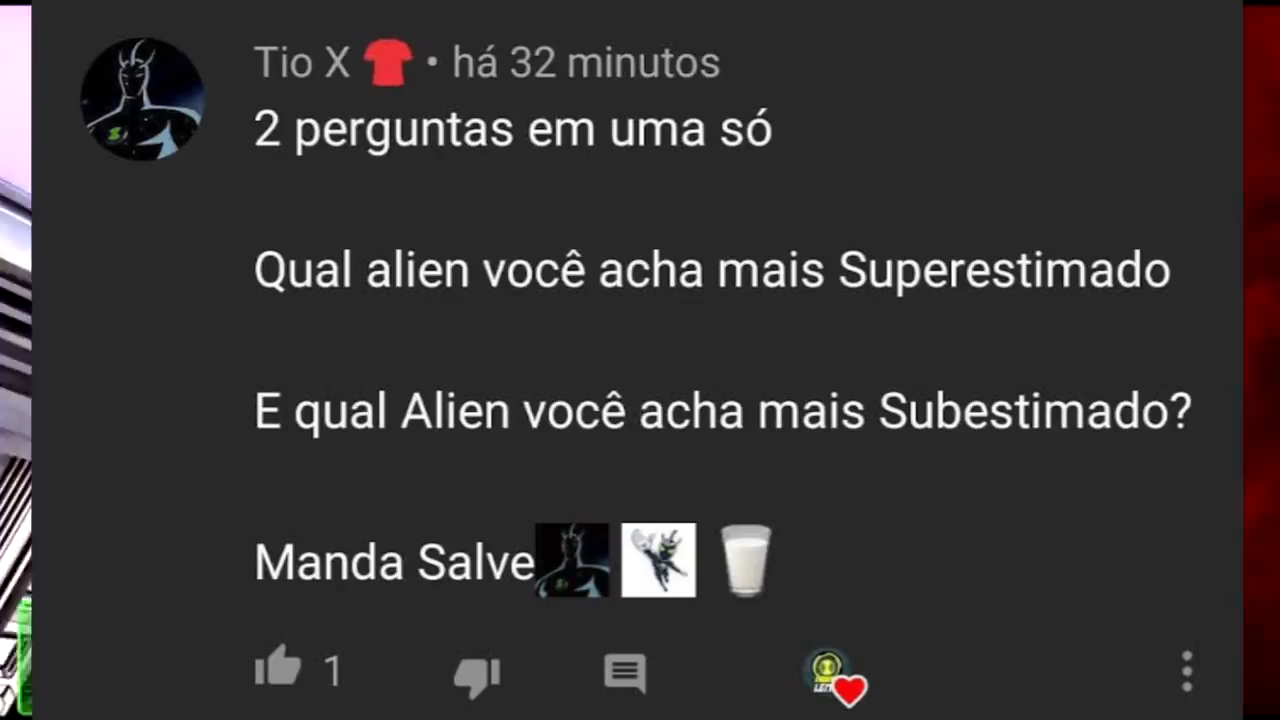 Tio X • há 32 minutos
2 perguntas em uma só
Qual alien você acha mais Superestimado
E qual Alien você acha mais Subestimado?
Manda Salve
1